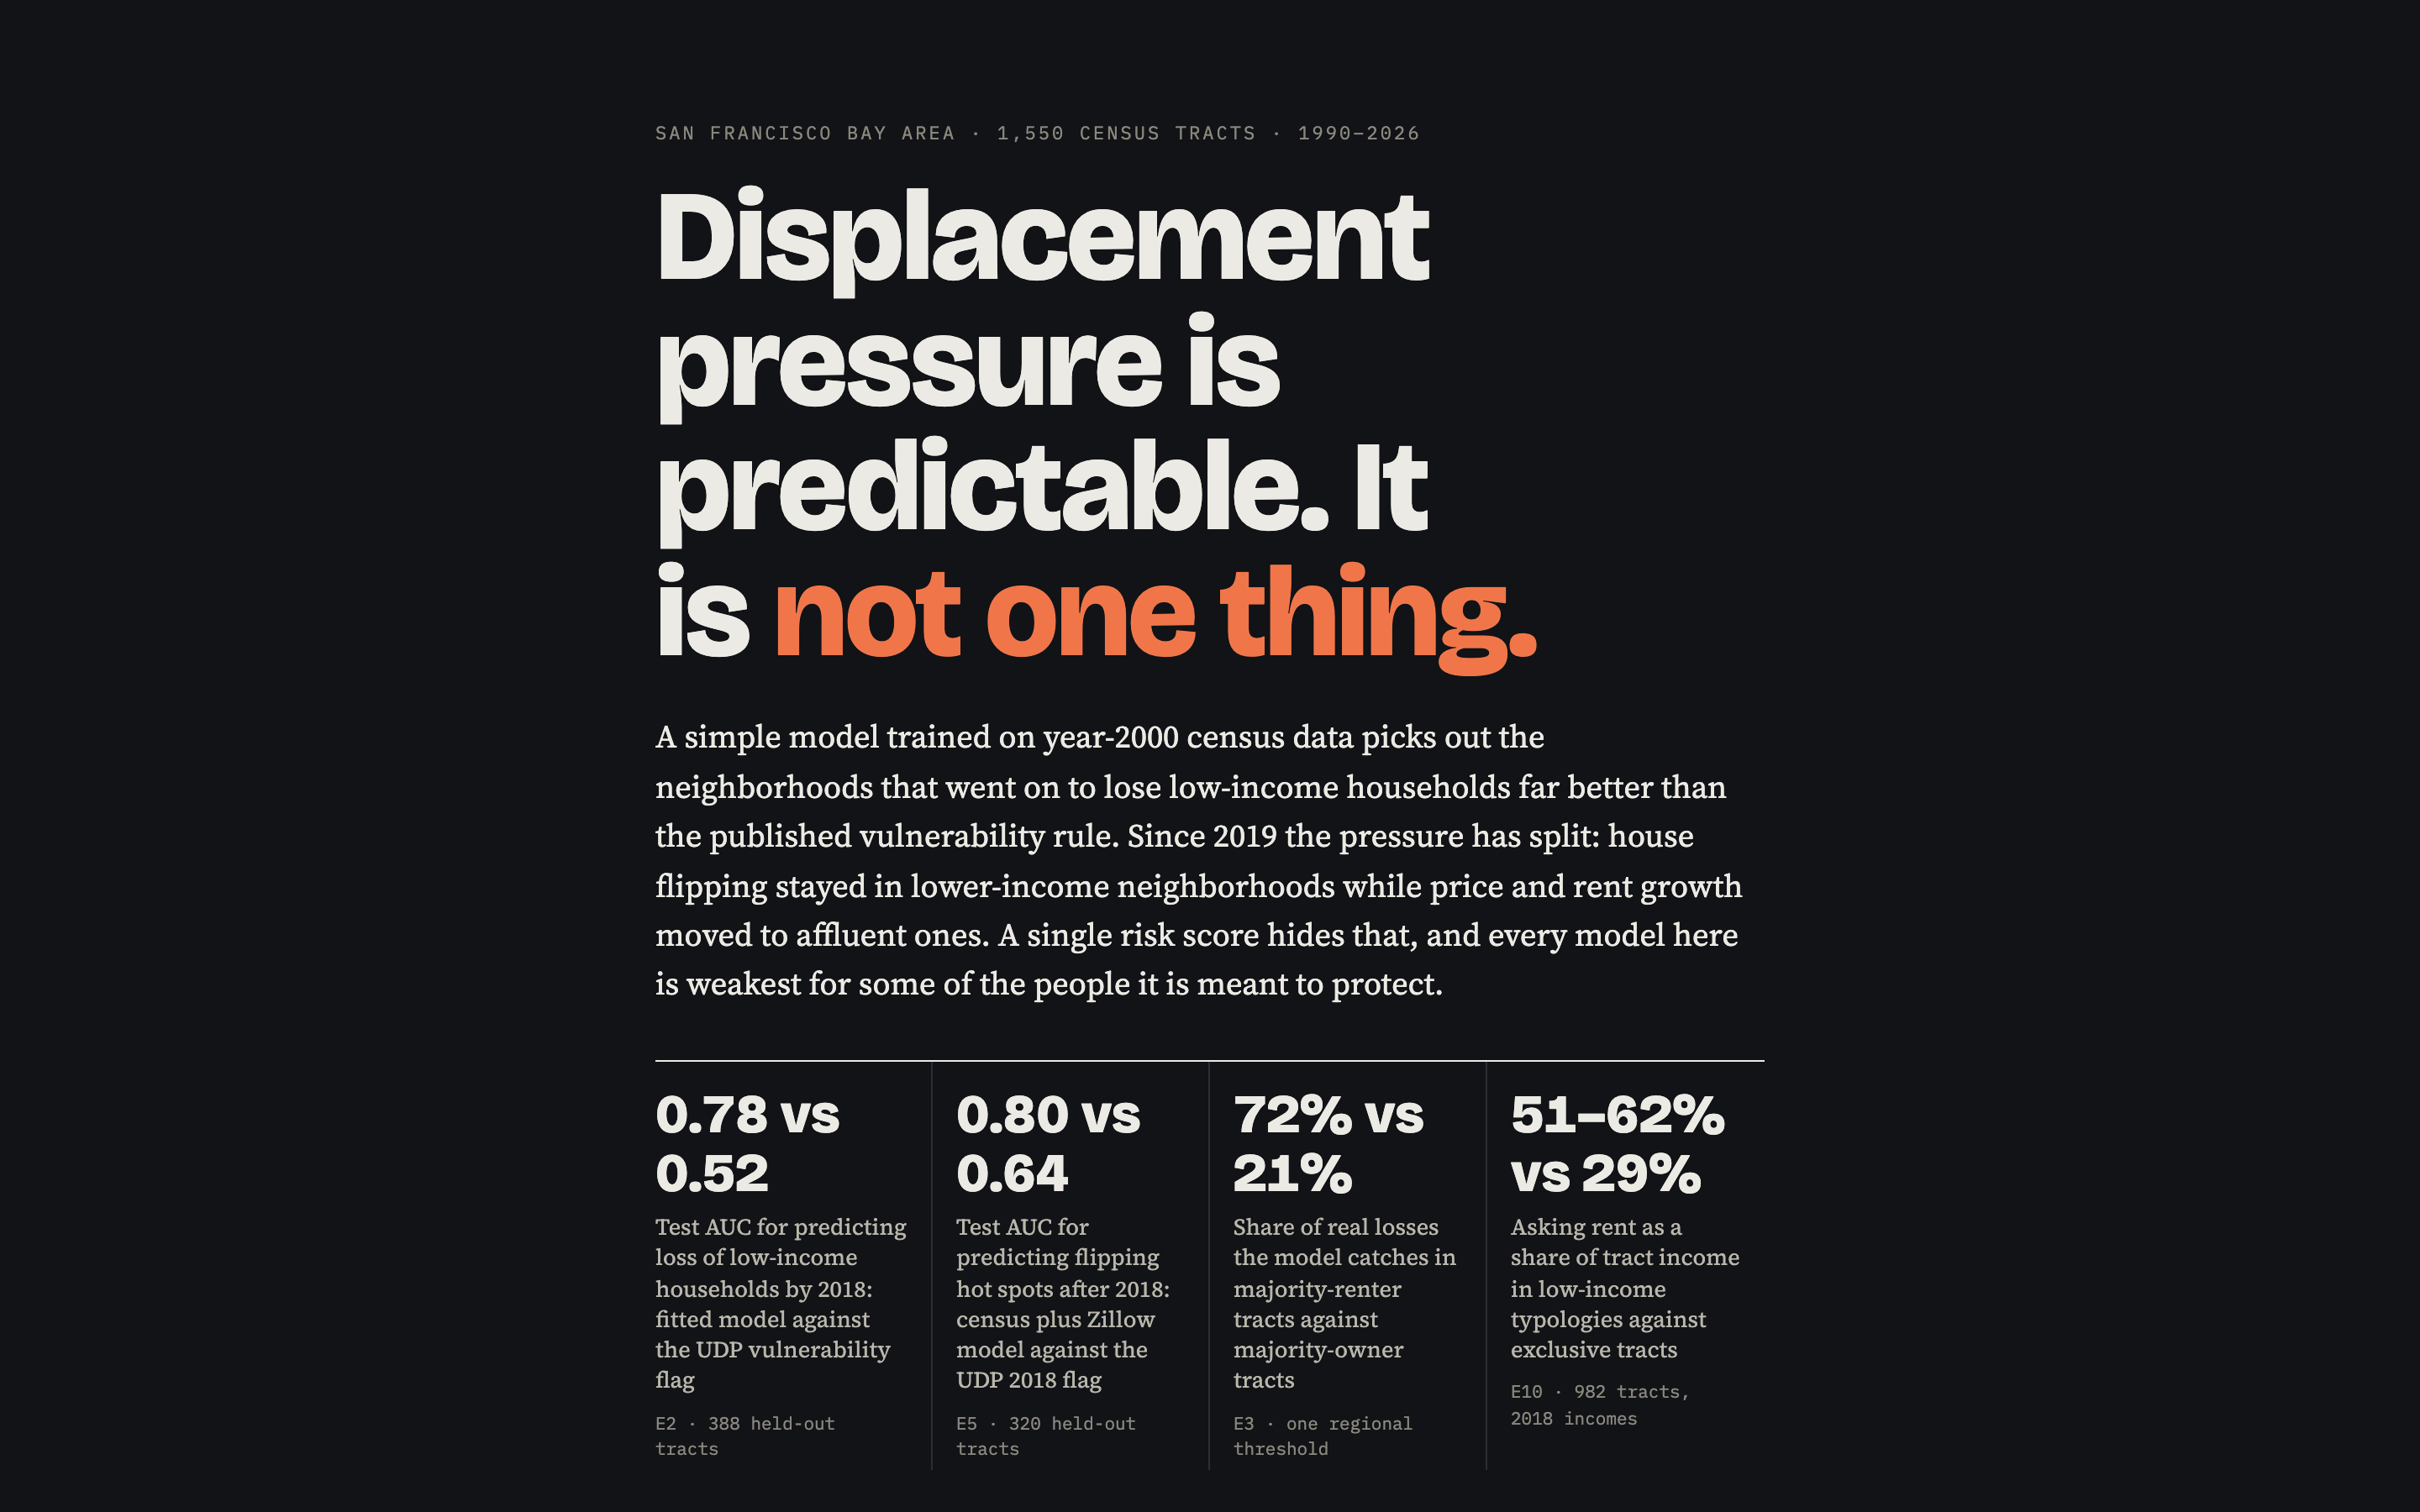 SAN FRANCISCO BAY AREA · 1,550 CENSUS TRACTS · 1990–2026
Displacement
pressure is
predictable. It
is not one thing.
A simple model trained on year-2000 census data picks out the
neighborhoods that went on to lose low-income households far better than
the published vulnerability rule. Since 2019 the pressure has split: house
flipping stayed in lower-income neighborhoods while price and rent growth
moved to affluent ones. A single risk score hides that, and every model here
is weakest for some of the people it is meant to protect.
0.78 vs
0.52
Test AUC for predicting
loss of low-income
households by 2018:
fitted model against
the UDP vulnerability
flag
E2 · 388 held-out
tracts
0.80 vs
0.64
Test AUC for
predicting flipping
hot spots after 2018:
census plus Zillow
model against the
UDP 2018 flag
E5 · 320 held-out
tracts
72% vs
21%
Share of real losses
the model catches in
majority-renter
tracts against
majority-owner
tracts
E3 · one regional
threshold
51–62%
vs 29%
Asking rent as a
share of tract income
in low-income
typologies against
exclusive tracts
E10 · 982 tracts,
2018 incomes